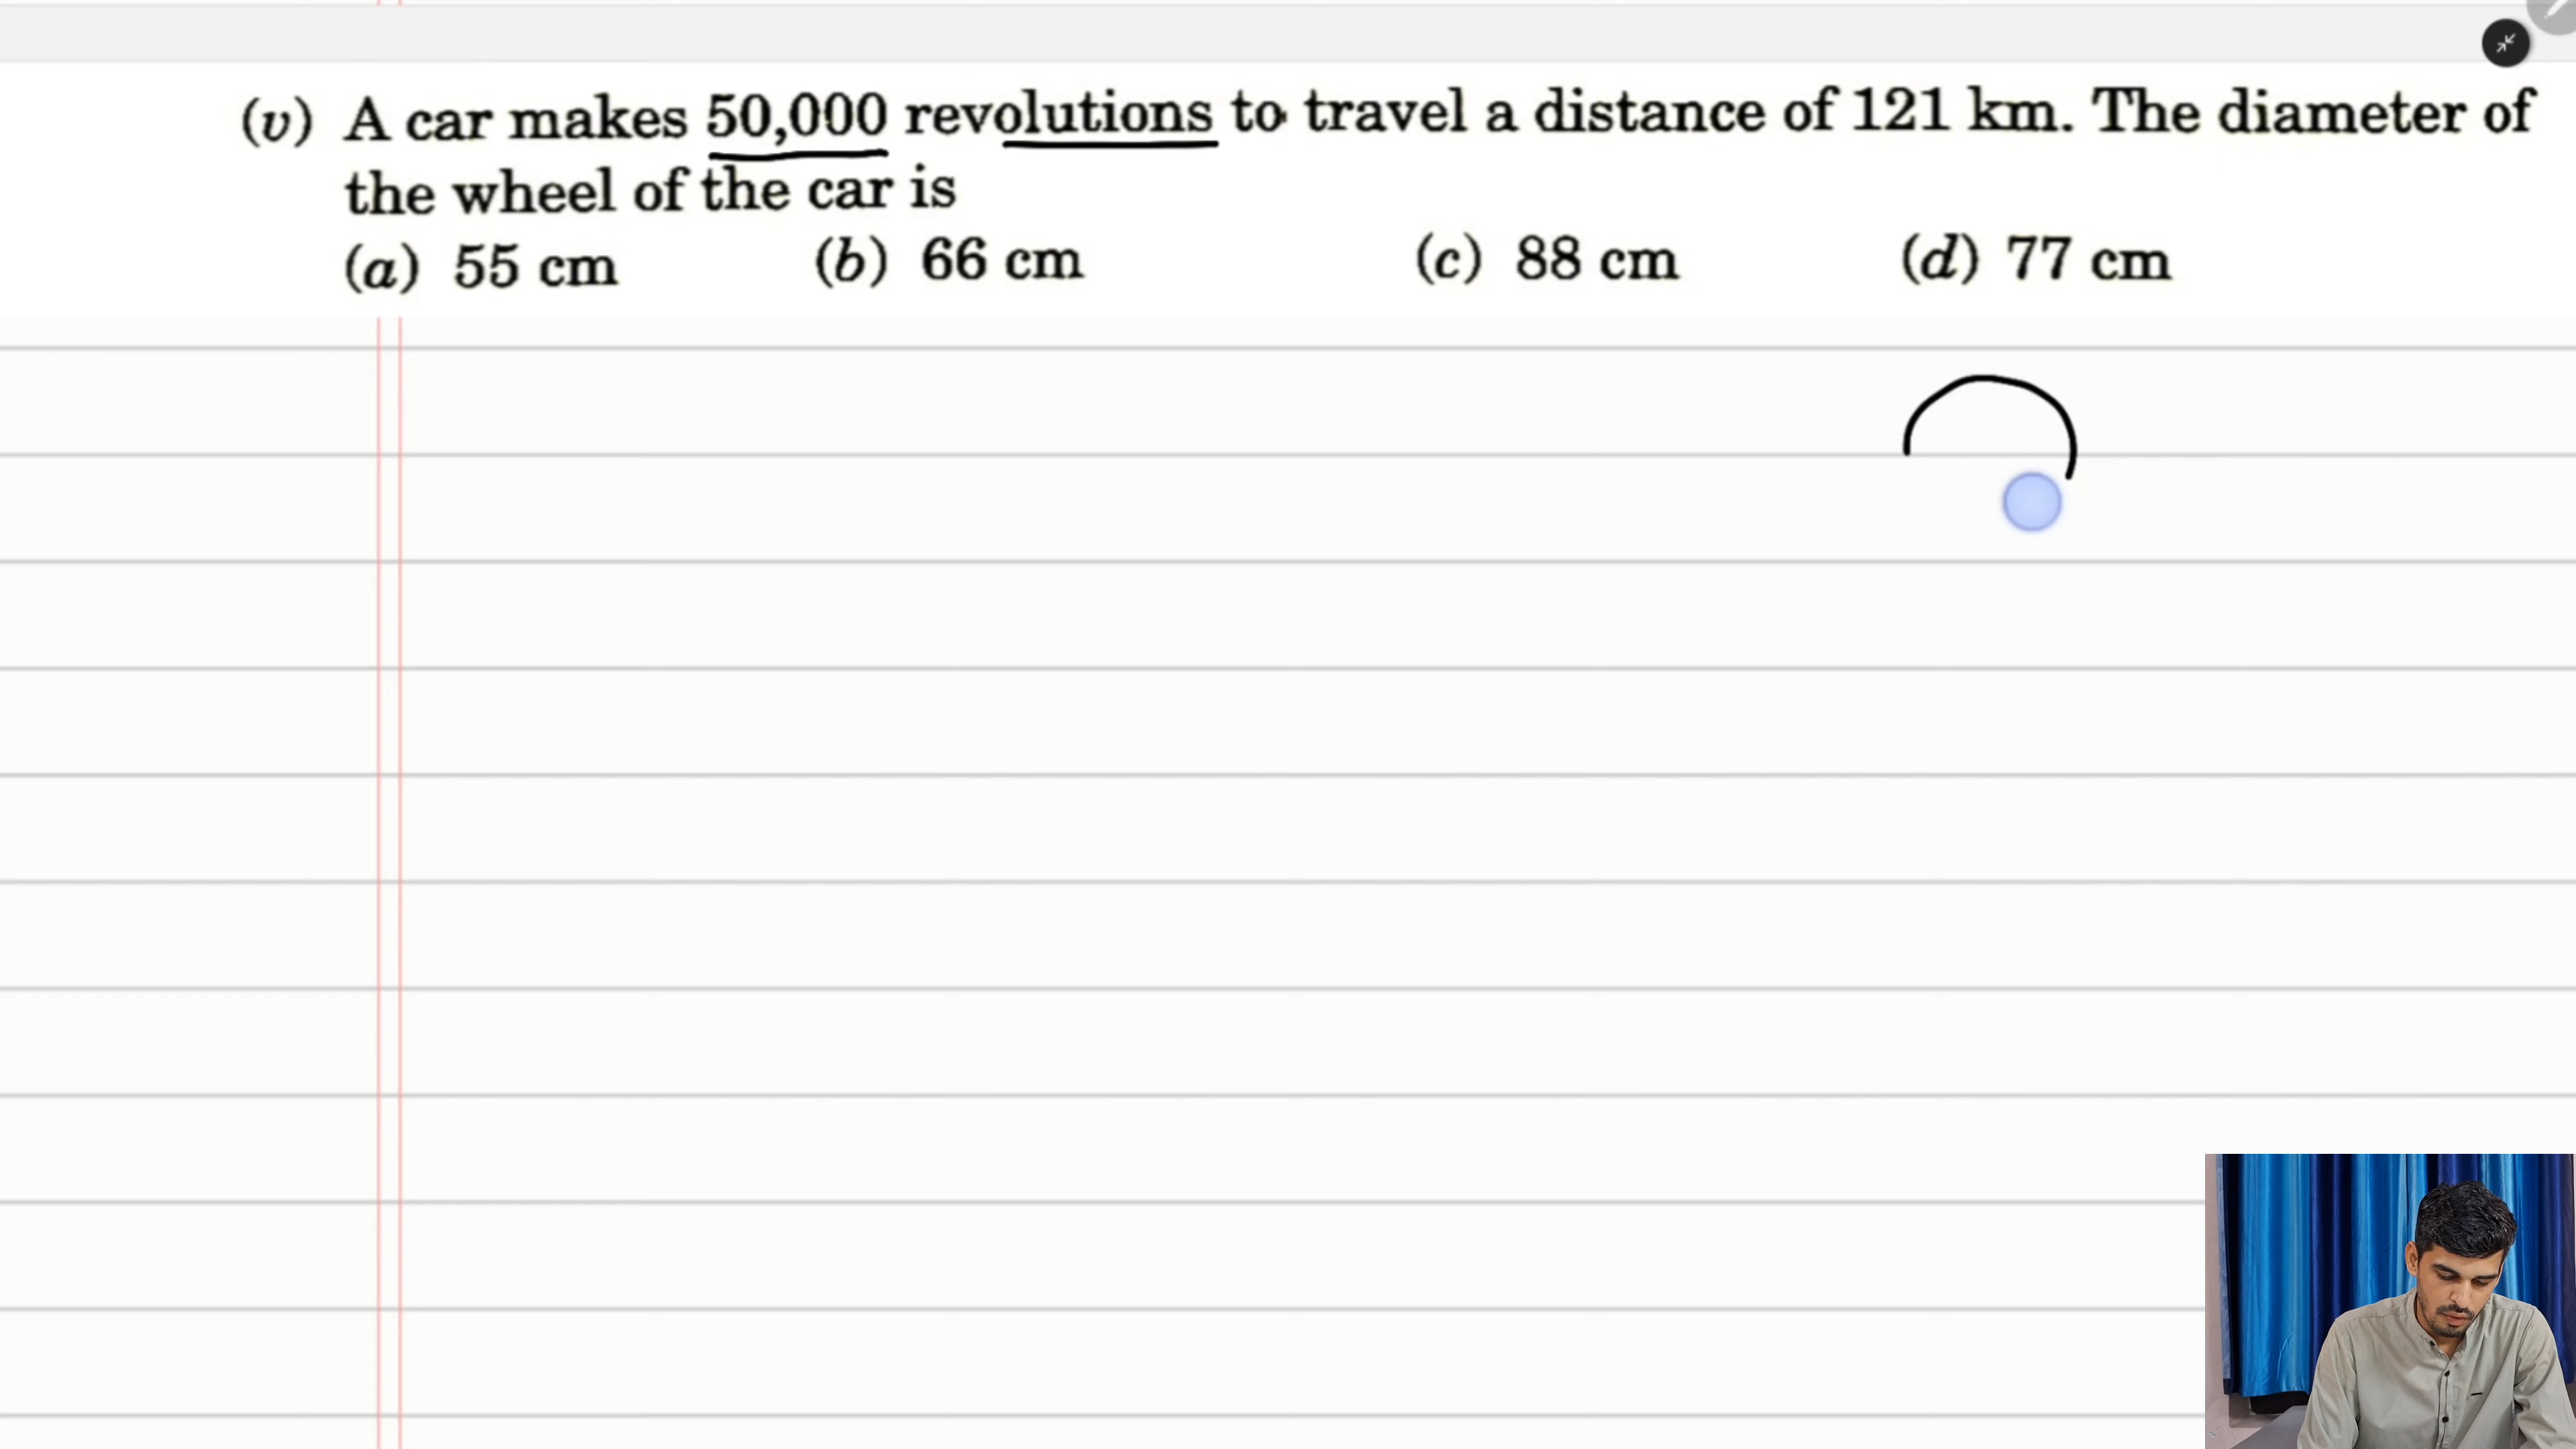 (v) A car makes 50,000 revolutions to travel a distance of 121 km. The diameter of
the wheel of the car is
(a) 55 cm (b) 66 cm (c) 88 cm (d) 77 cm